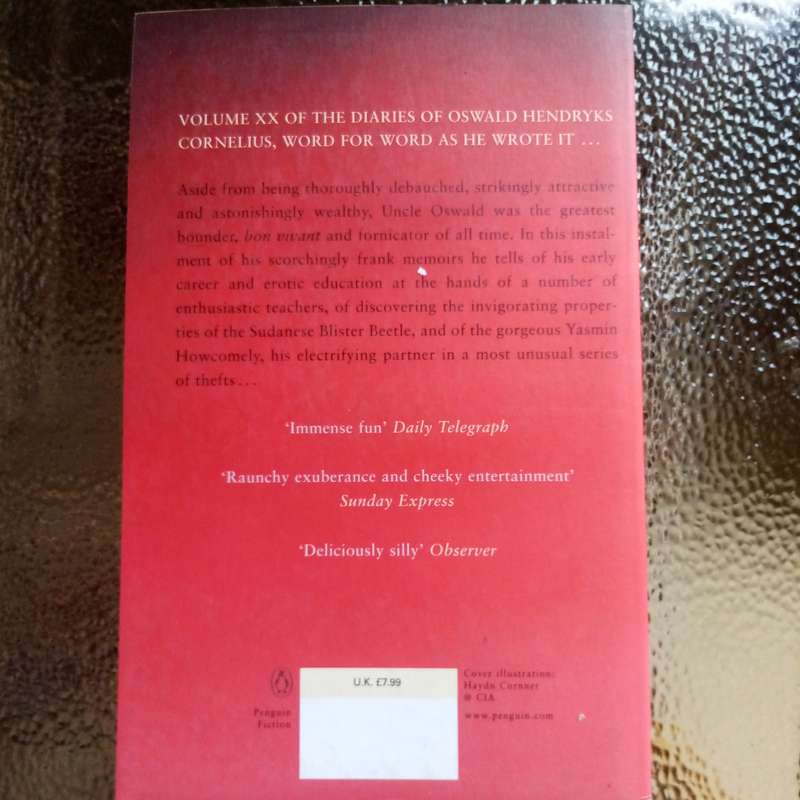 VOLUME XX OF THE DIARIES OF OSWALD HENDRYKS
CORNELIUS, WORD FOR WORD AS HE WROTE IT ...
Aside from being thoroughly debauched, strikingly attractive
and astonishingly wealthy, Uncle Oswald was the greatest
bounder, bon vivant and fornicator of all time. In this instal-
ment of his scorchingly frank memoirs he tells of his early
career and erotic education at the hands of a number of
enthusiastic teachers, of discovering the invigorating proper-
ties of the Sudanese Blister Beetle, and of the gorgeous Yasmin
Howcomely, his electrifying partner in a most unusual series
of thefts...
‘Immense fun’ Daily Telegraph
‘Raunchy exuberance and cheeky entertainment’
Sunday Express
‘Deliciously silly’ Observer
Penguin
Fiction
U.K. £7.99
Cover illustration:
Haydn Cornner
@ CIA
www.penguin.com